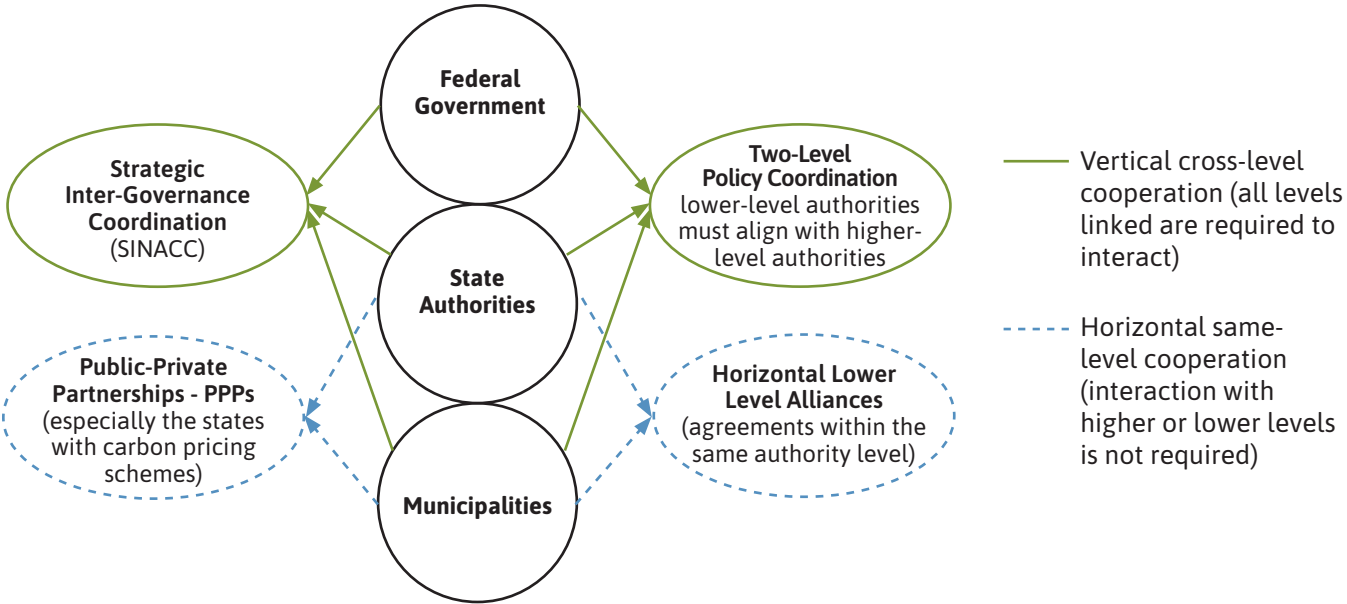 Federal
Government
Strategic
Inter-Governance
Coordination
(SINACC)
Two-Level
Policy Coordination
lower-level authorities
must align with higher-
level authorities
State
Authorities
Public-Private
Partnerships - PPPs
(especially the states
with carbon pricing
schemes)
Horizontal Lower
Level Alliances
(agreements within the
same authority level)
Municipalities
Vertical cross-level
cooperation (all levels
linked are required to
interact)
Horizontal same-
level cooperation
(interaction with
higher or lower levels
is not required)